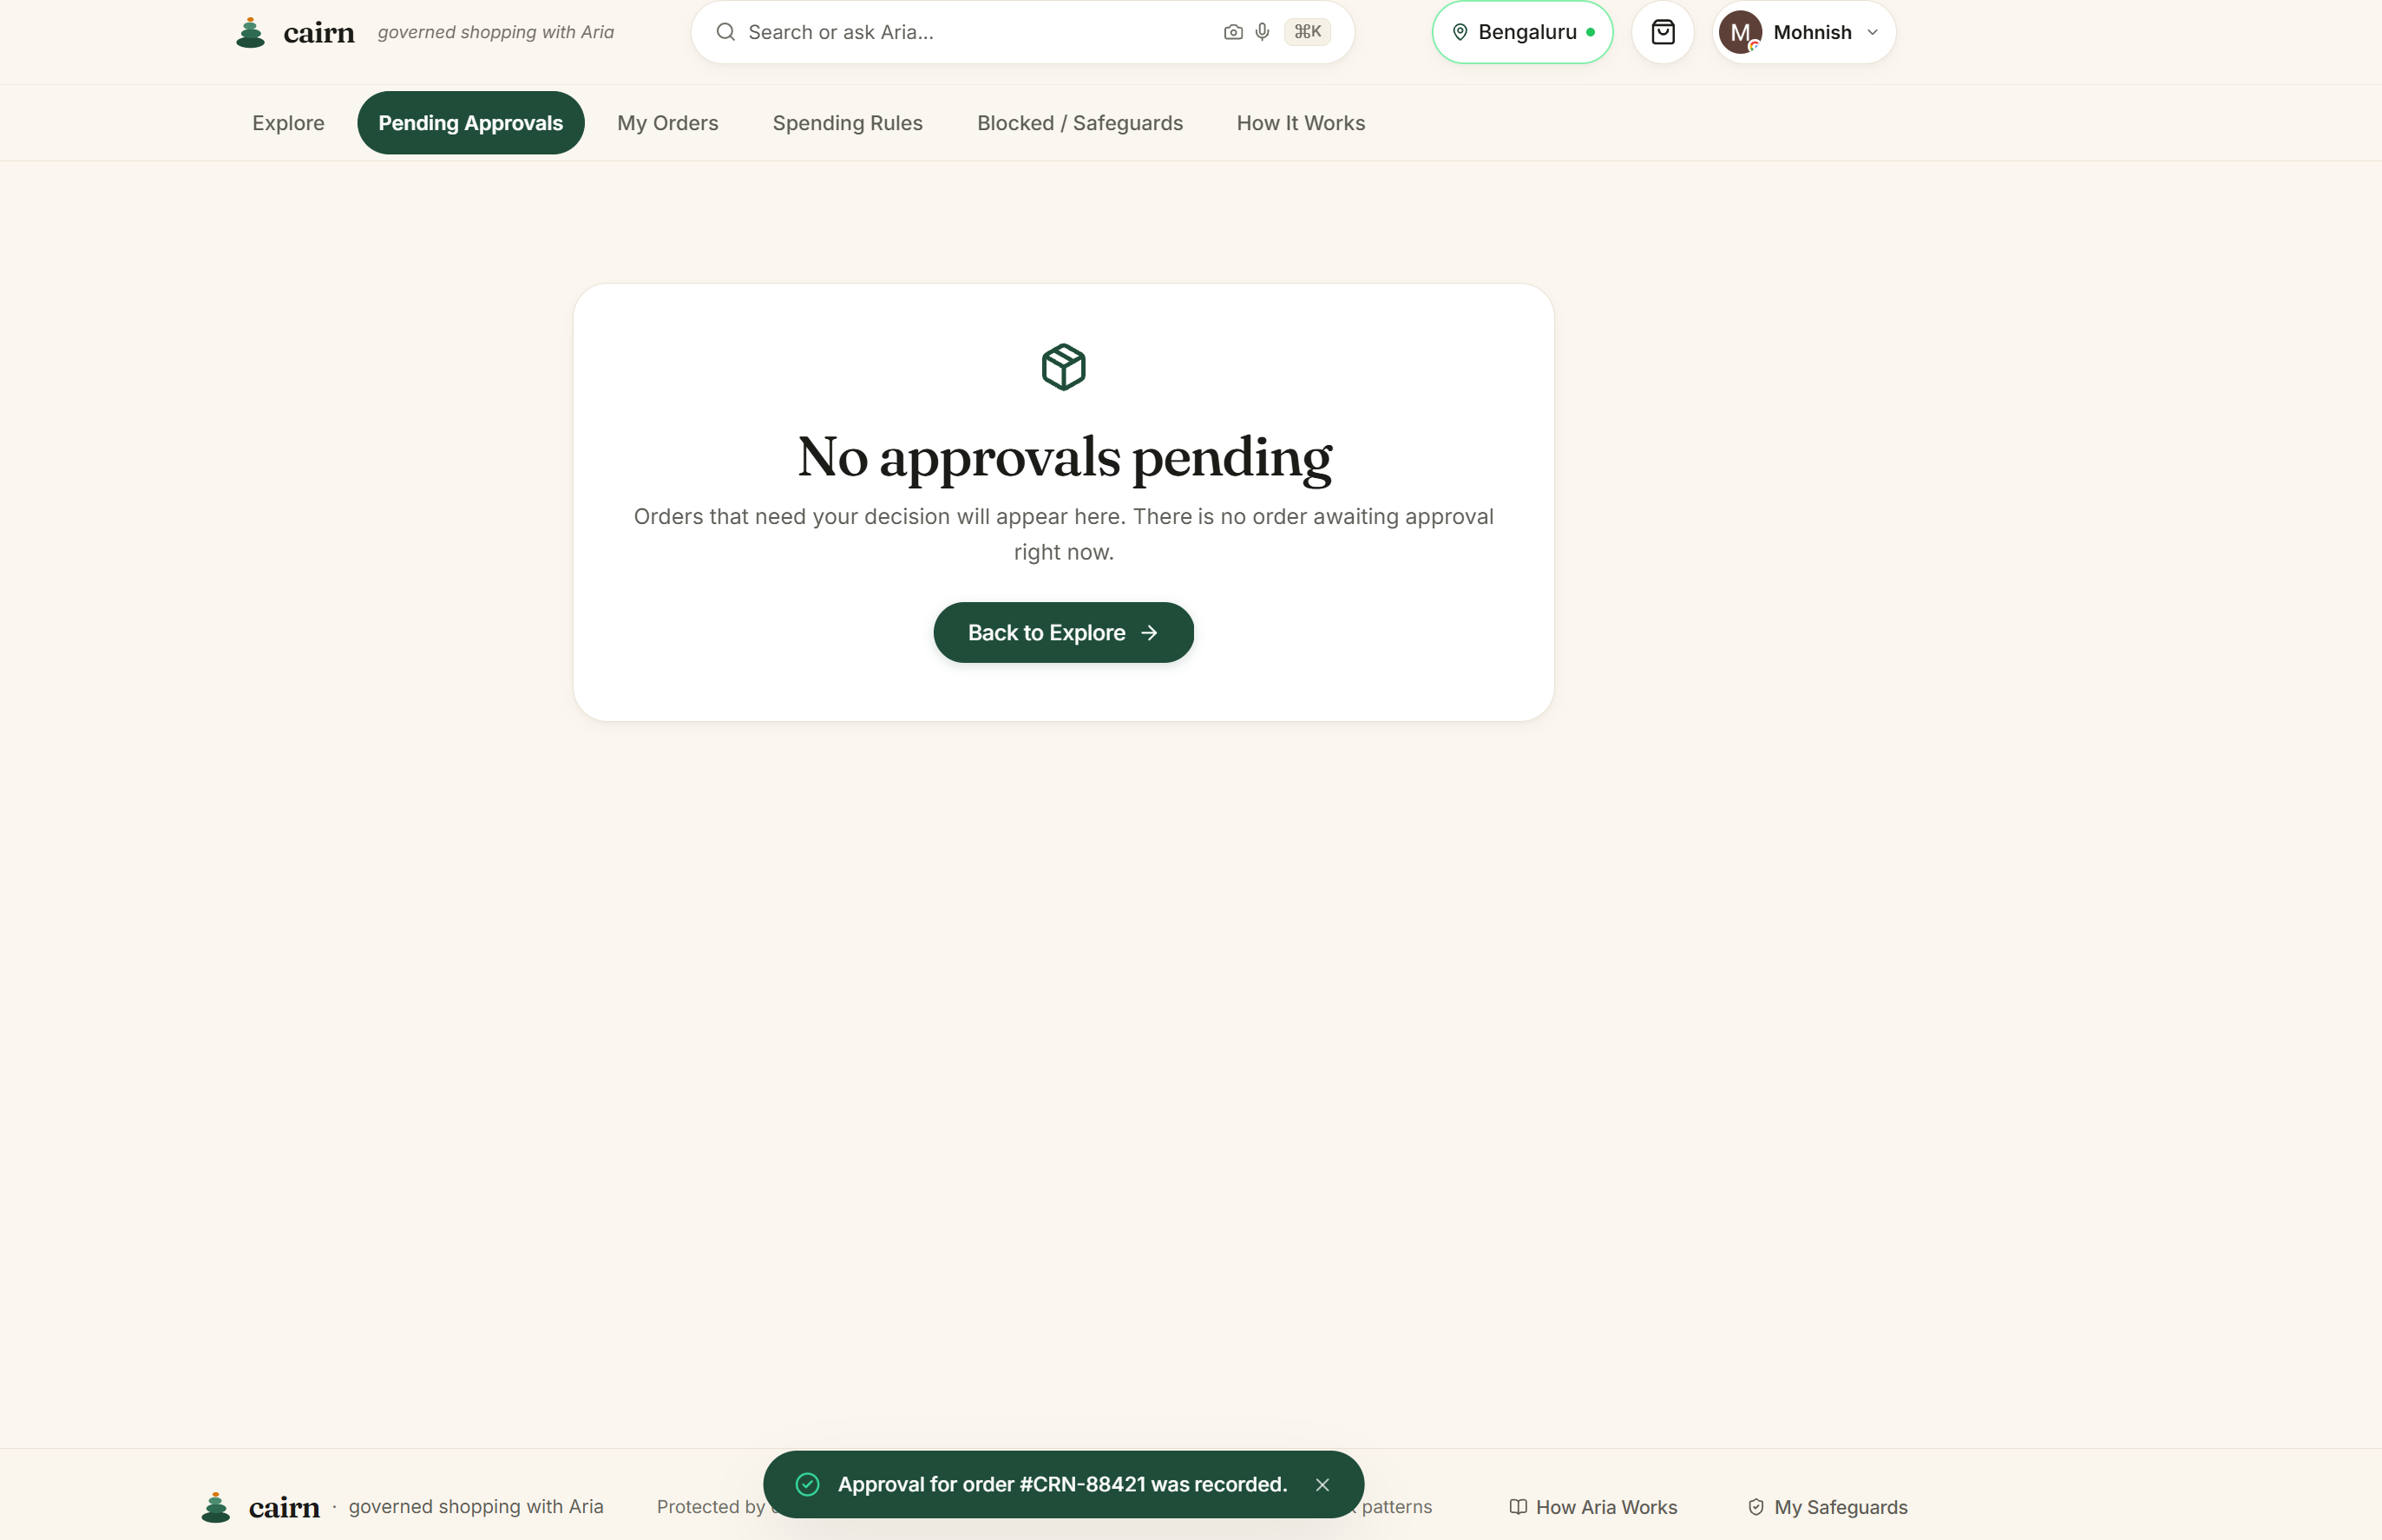 cairn governed shopping with Aria
Search or ask Aria...
⌘K
Bengaluru
M
Mohnish
Explore
Pending Approvals
My Orders
Spending Rules
Blocked / Safeguards
How It Works
No approvals pending
Orders that need your decision will appear here. There is no order awaiting approval
right now.
Back to Explore
Approval for order #CRN-88421 was recorded.
cairn · governed shopping with Aria
Protected by
patterns
How Aria Works
My Safeguards